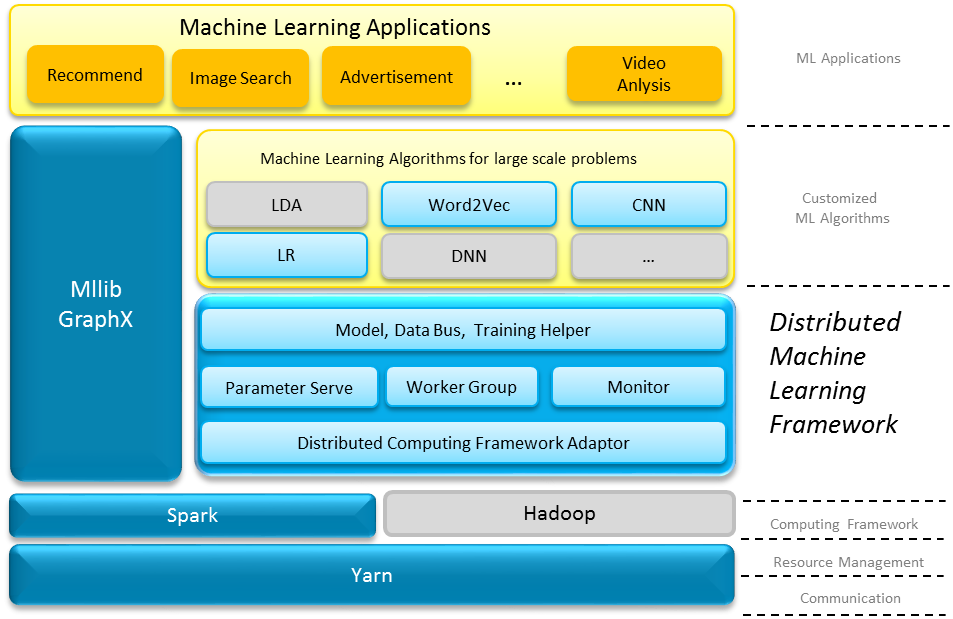 Machine Learning Applications
Recommend
Image Search
Advertisement
...
Video
Anlysis
ML Applications
Mllib
GraphX
Machine Learning Algorithms for large scale problems
LDA
Word2Vec
CNN
LR
DNN
...
Customized
ML Algorithms
Model, Data Bus, Training Helper
Parameter Serve
Worker Group
Monitor
Distributed Computing Framework Adaptor
Distributed
Machine
Learning
Framework
Spark
Hadoop
Computing Framework
Yarn
Resource Management
Communication